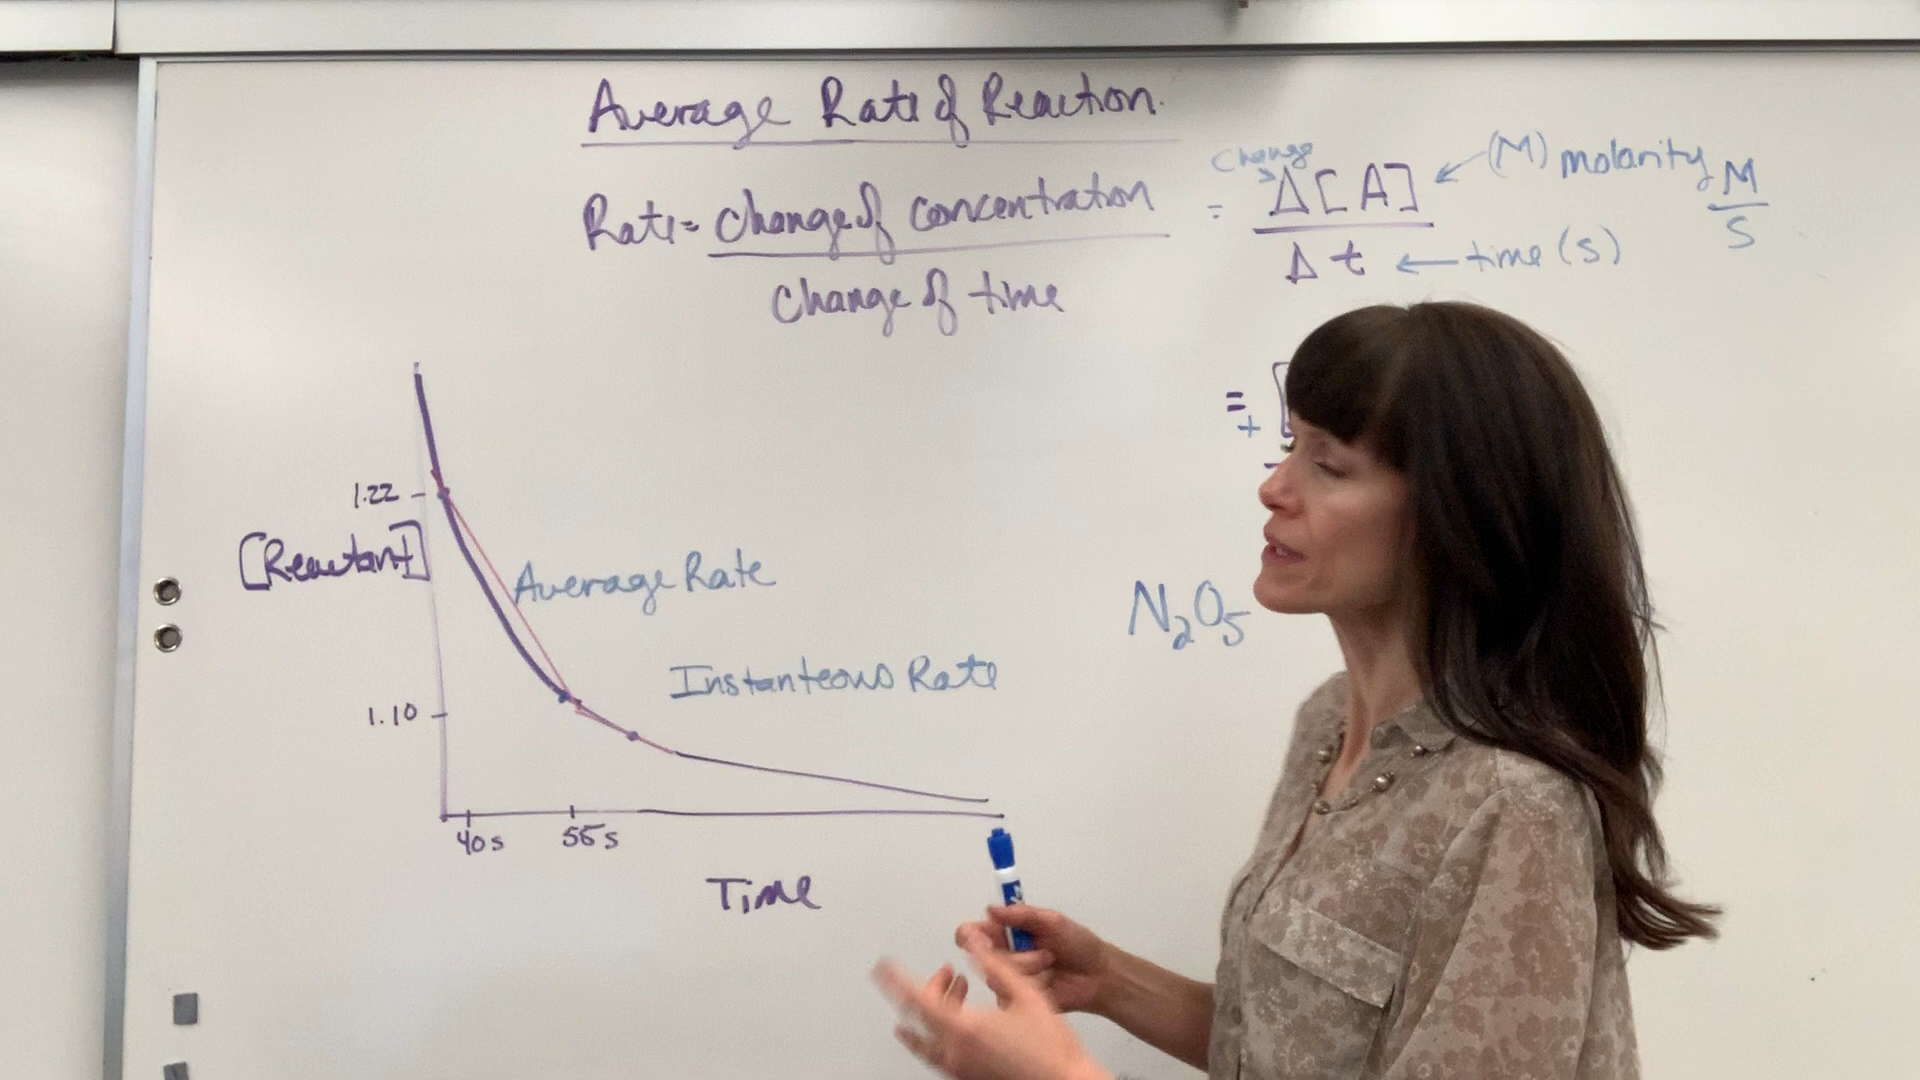 Average Rate of Reaction.
Rate = change of concentration
change of time
= Δ[A]
Δt
change
(M) molarity
M
S
time (s)
= [
+
1.22
[Reactant]
Average Rate
N₂O₅
Instanteous Rate
1.10
40s
55s
Time